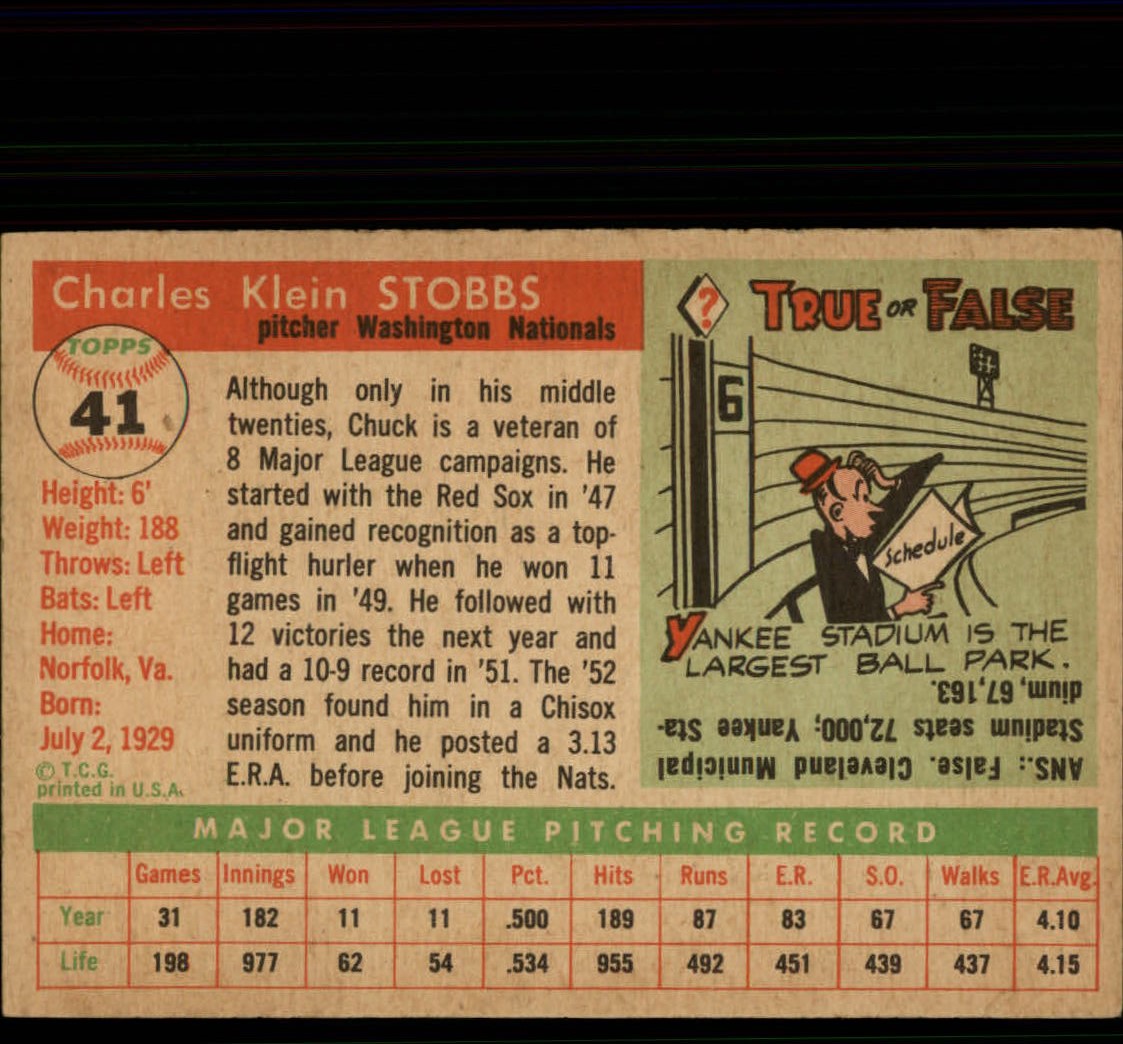 Charles Klein STOBBS
pitcher Washington Nationals
TOPPS
41
Height: 6'
Weight: 188
Throws: Left
Bats: Left
Home:
Norfolk, Va.
Born:
July 2, 1929
© T.C.G.
printed in U.S.A.
Although only in his middle
twenties, Chuck is a veteran of
8 Major League campaigns. He
started with the Red Sox in '47
and gained recognition as a top-
flight hurler when he won 11
games in '49. He followed with
12 victories the next year and
had a 10-9 record in '51. The '52
season found him in a Chisox
uniform and he posted a 3.13
E.R.A. before joining the Nats.
?
TRUE OR FALSE
6
Schedule
YANKEE STADIUM IS THE
LARGEST BALL PARK.
ANS.: False. Cleveland Municipal
Stadium seats 72,000; Yankee Sta-
dium, 67,163.
MAJOR LEAGUE PITCHING RECORD
Games Innings Won Lost Pct. Hits Runs E.R. S.O. Walks E.R.Avg.
Year 31 182 11 11 .500 189 87 83 67 67 4.10
Life 198 977 62 54 .534 955 492 451 439 437 4.15